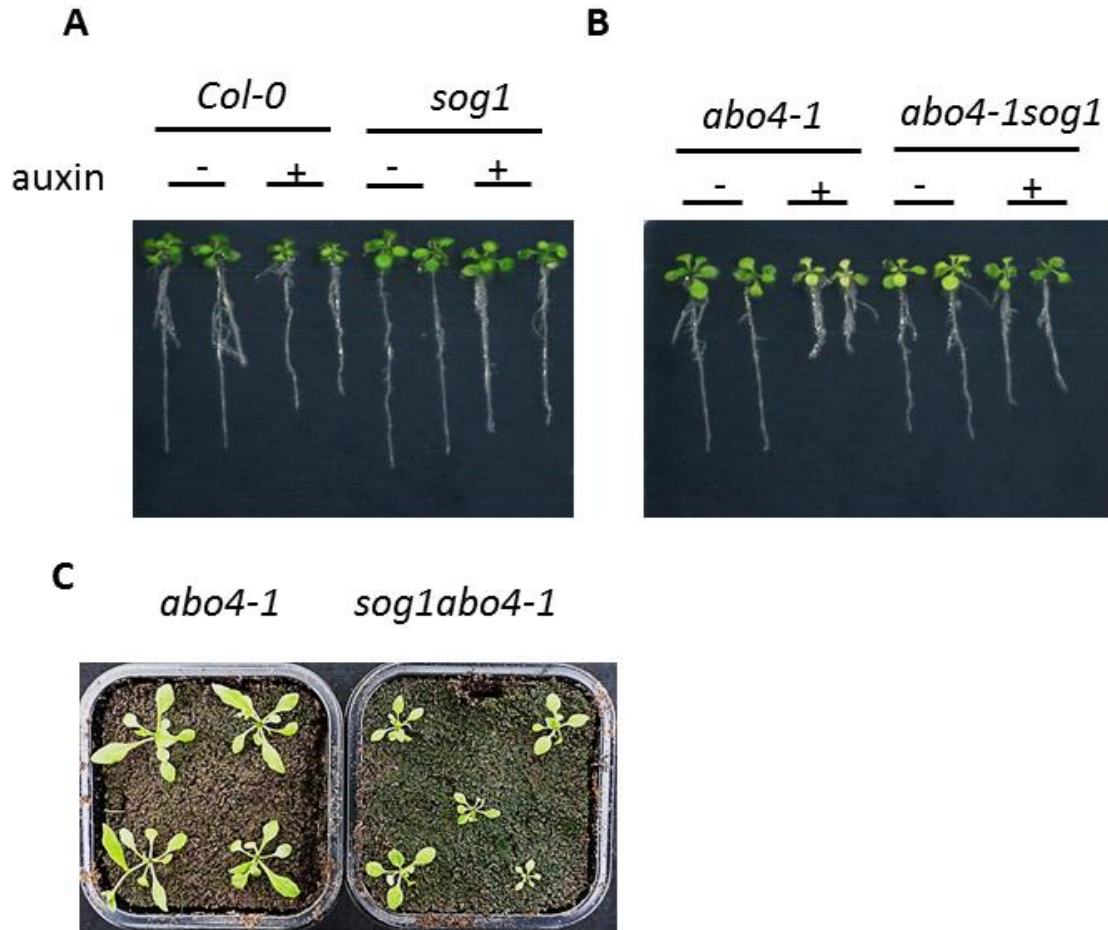 A
Col-0 sog1
auxin - + - +
B
abo4-1 abo4-1sog1
- + - +
C
abo4-1 sog1abo4-1